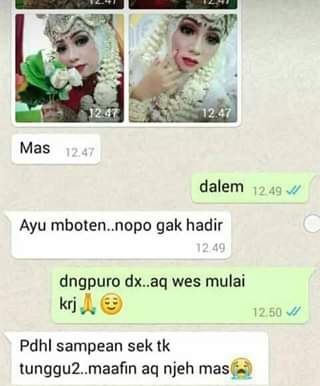 12.47
12.47
12.47
12.47
Mas 12.47
dalem 12.49
Ayu mboten..nopo gak hadir
12.49
dngpuro dx..aq wes mulai
krj🙏😌 12.50
Pdhl sampean sek tk
tunggu2..maafin aq njeh mas😭